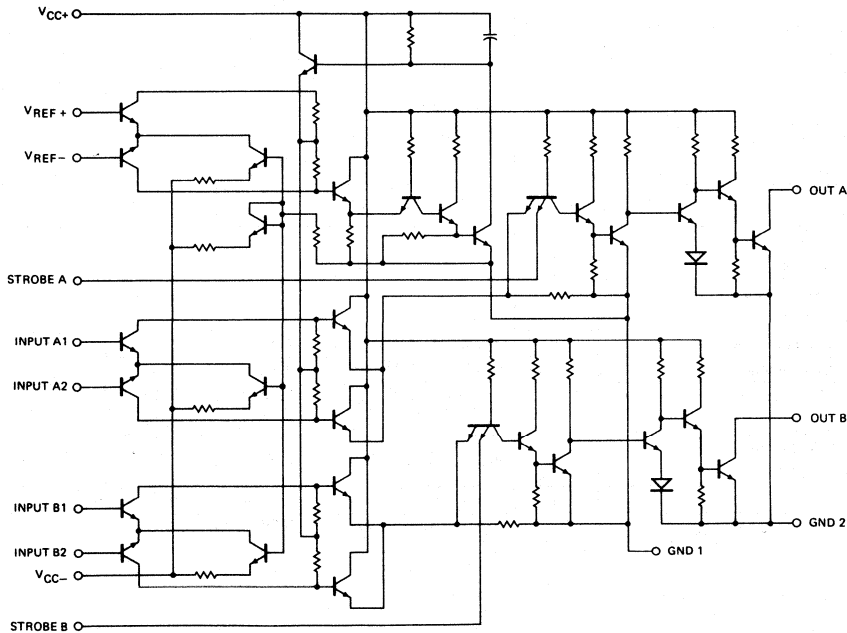 VCC+
VREF+
VREF-
OUT A
STROBE A
INPUT A1
INPUT A2
OUT B
INPUT B1
GND 2
INPUT B2
GND 1
VCC-
STROBE B